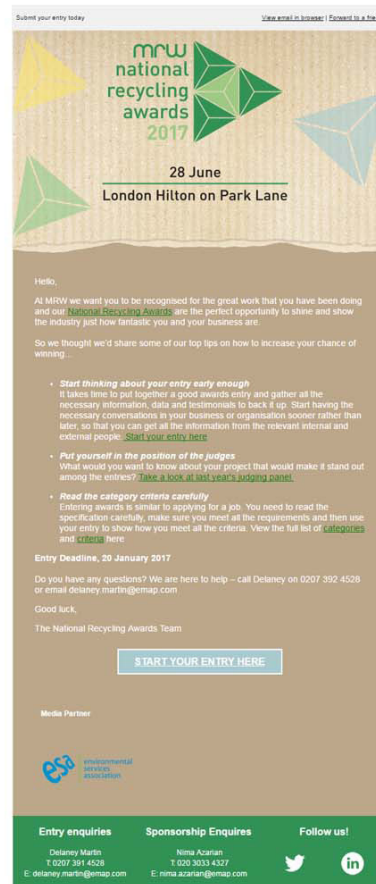 Submit your entry today
View email in browser | Forward to a frie
mrw
national
recycling
awards
2017
28 June
London Hilton on Park Lane
Hello,
At MRW we want you to be recognised for the great work that you have been doing
and our National Recycling Awards are the perfect opportunity to shine and show
the industry just how fantastic you and your business are.
So we thought we'd share some of our top tips on how to increase your chance of
winning...
• Start thinking about your entry early enough
It takes time to put together a good awards entry and gather all the
necessary information, data and testimonials to back it up. Start having the
necessary conversations in your business or organisation sooner rather than
later, so that you can get all the information from the relevant internal and
external people. Start your entry here
• Put yourself in the position of the judges
What would you want to know about your project that would make it stand out
among the entries? Take a look at last year's judging panel
• Read the category criteria carefully
Entering awards is similar to applying for a job. You need to read the
specification carefully, make sure you meet all the requirements and then use
your entry to show how you meet all the criteria. View the full list of categories
and criteria here
Entry Deadline, 20 January 2017
Do you have any questions? We are here to help – call Delaney on 0207 392 4528
or email delaney.martin@emap.com
Good luck,
The National Recycling Awards Team
START YOUR ENTRY HERE
Media Partner
esa environmental
services
association
Entry enquiries
Delaney Martin
T: 0207 391 4528
E: delaney.martin@emap.com
Sponsorship Enquires
Nima Azarian
T: 020 3033 4327
E: nima.azarian@emap.com
Follow us!
in